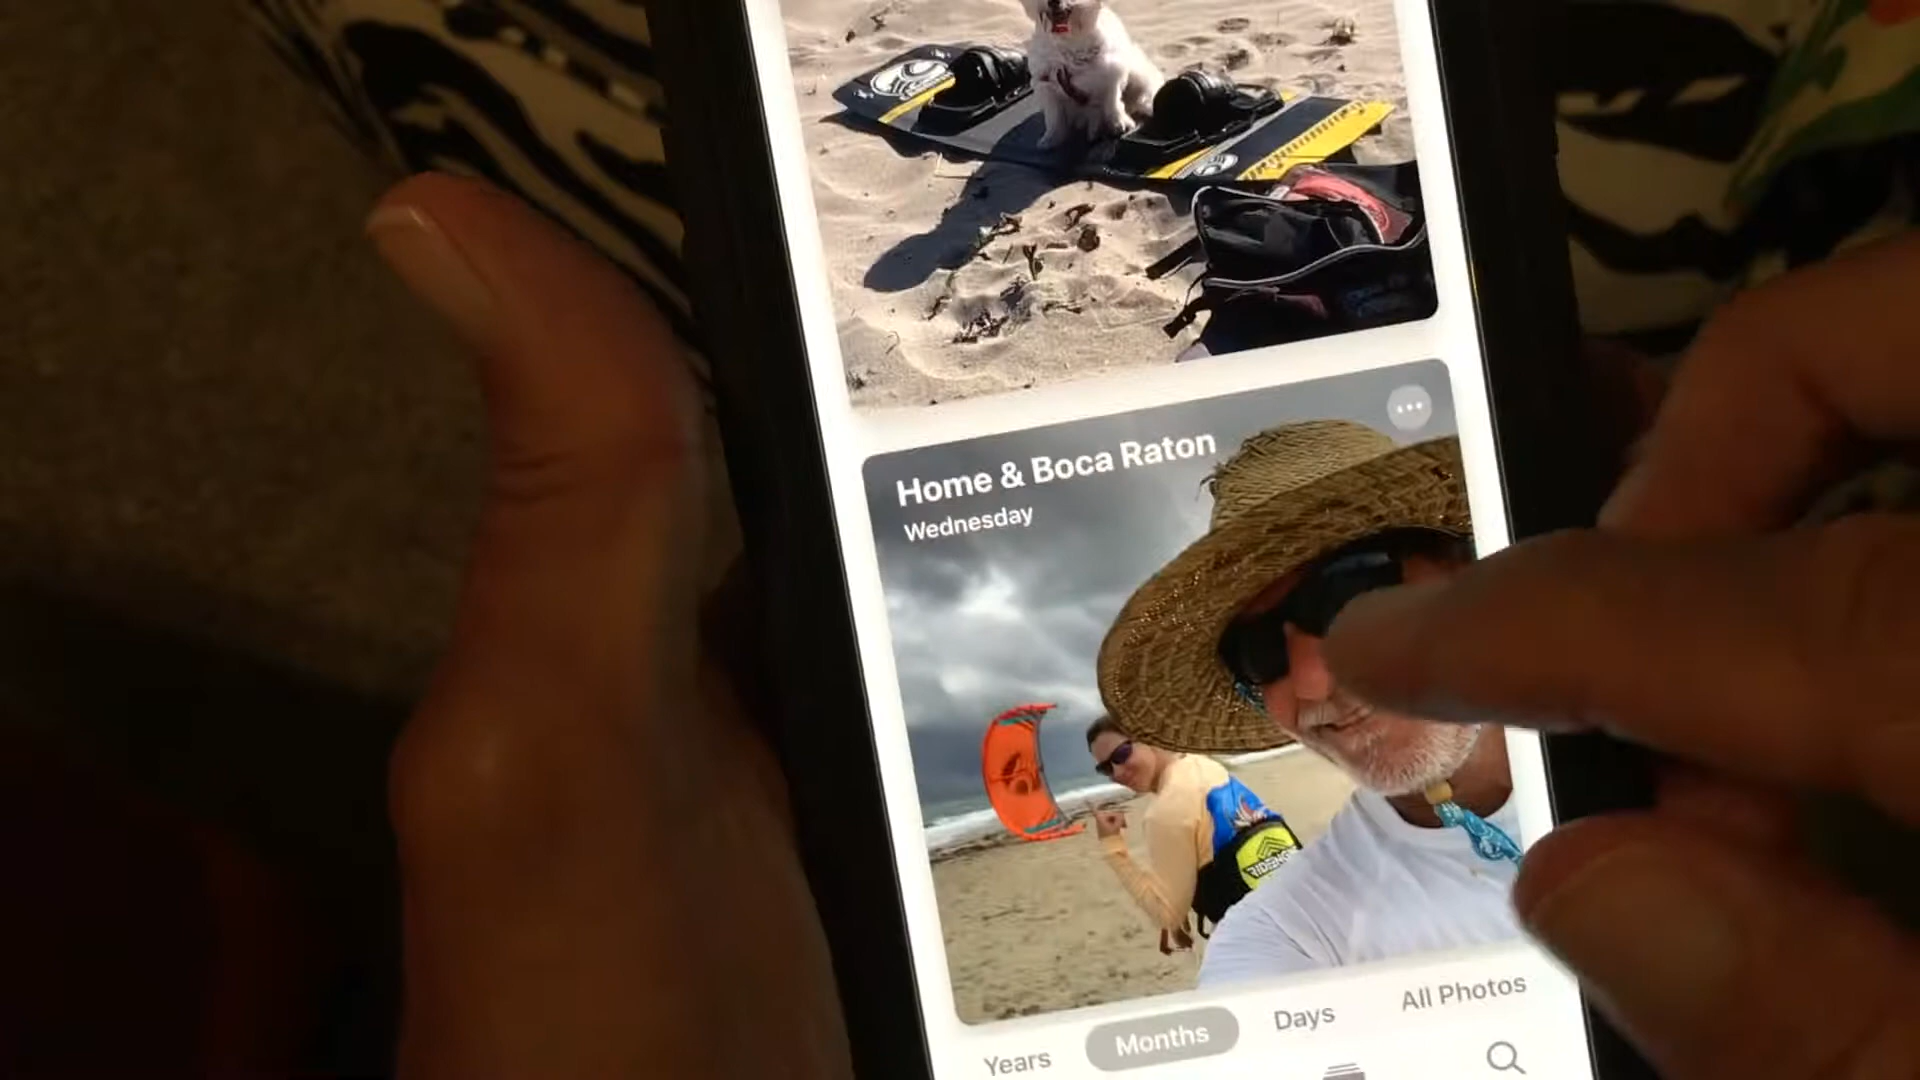 Home & Boca Raton
Wednesday
Years
Months
Days
All Photos